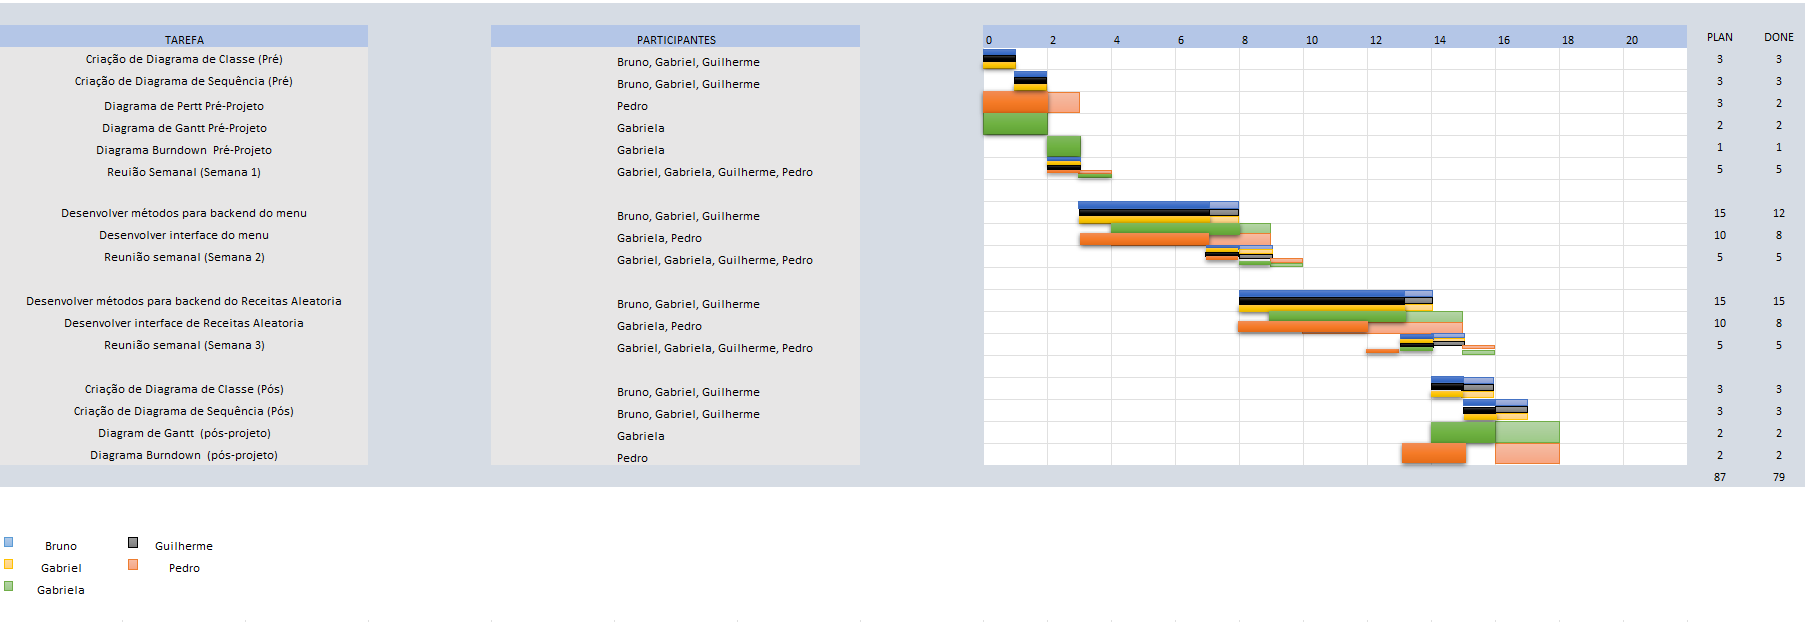 TAREFA PARTICIPANTES 0 2 4 6 8 10 12 14 16 18 20 PLAN DONE
Criação de Diagrama de Classe (Pré) Bruno, Gabriel, Guilherme 3 3
Criação de Diagrama de Sequência (Pré) Bruno, Gabriel, Guilherme 3 3
Diagrama de Pertt Pré-Projeto Pedro 3 2
Diagrama de Gantt Pré-Projeto Gabriela 2 2
Diagrama Burndown Pré-Projeto Gabriela 1 1
Reuião Semanal (Semana 1) Gabriel, Gabriela, Guilherme, Pedro 5 5
Desenvolver métodos para backend do menu Bruno, Gabriel, Guilherme 15 12
Desenvolver interface do menu Gabriela, Pedro 10 8
Reunião semanal (Semana 2) Gabriel, Gabriela, Guilherme, Pedro 5 5
Desenvolver métodos para backend do Receitas Aleatoria Bruno, Gabriel, Guilherme 15 15
Desenvolver interface de Receitas Aleatoria Gabriela, Pedro 10 8
Reunião semanal (Semana 3) Gabriel, Gabriela, Guilherme, Pedro 5 5
Criação de Diagrama de Classe (Pós) Bruno, Gabriel, Guilherme 3 3
Criação de Diagrama de Sequência (Pós) Bruno, Gabriel, Guilherme 3 3
Diagram de Gantt (pós-projeto) Gabriela 2 2
Diagrama Burndown (pós-projeto) Pedro 2 2
87 79
Bruno Guilherme
Gabriel Pedro
Gabriela